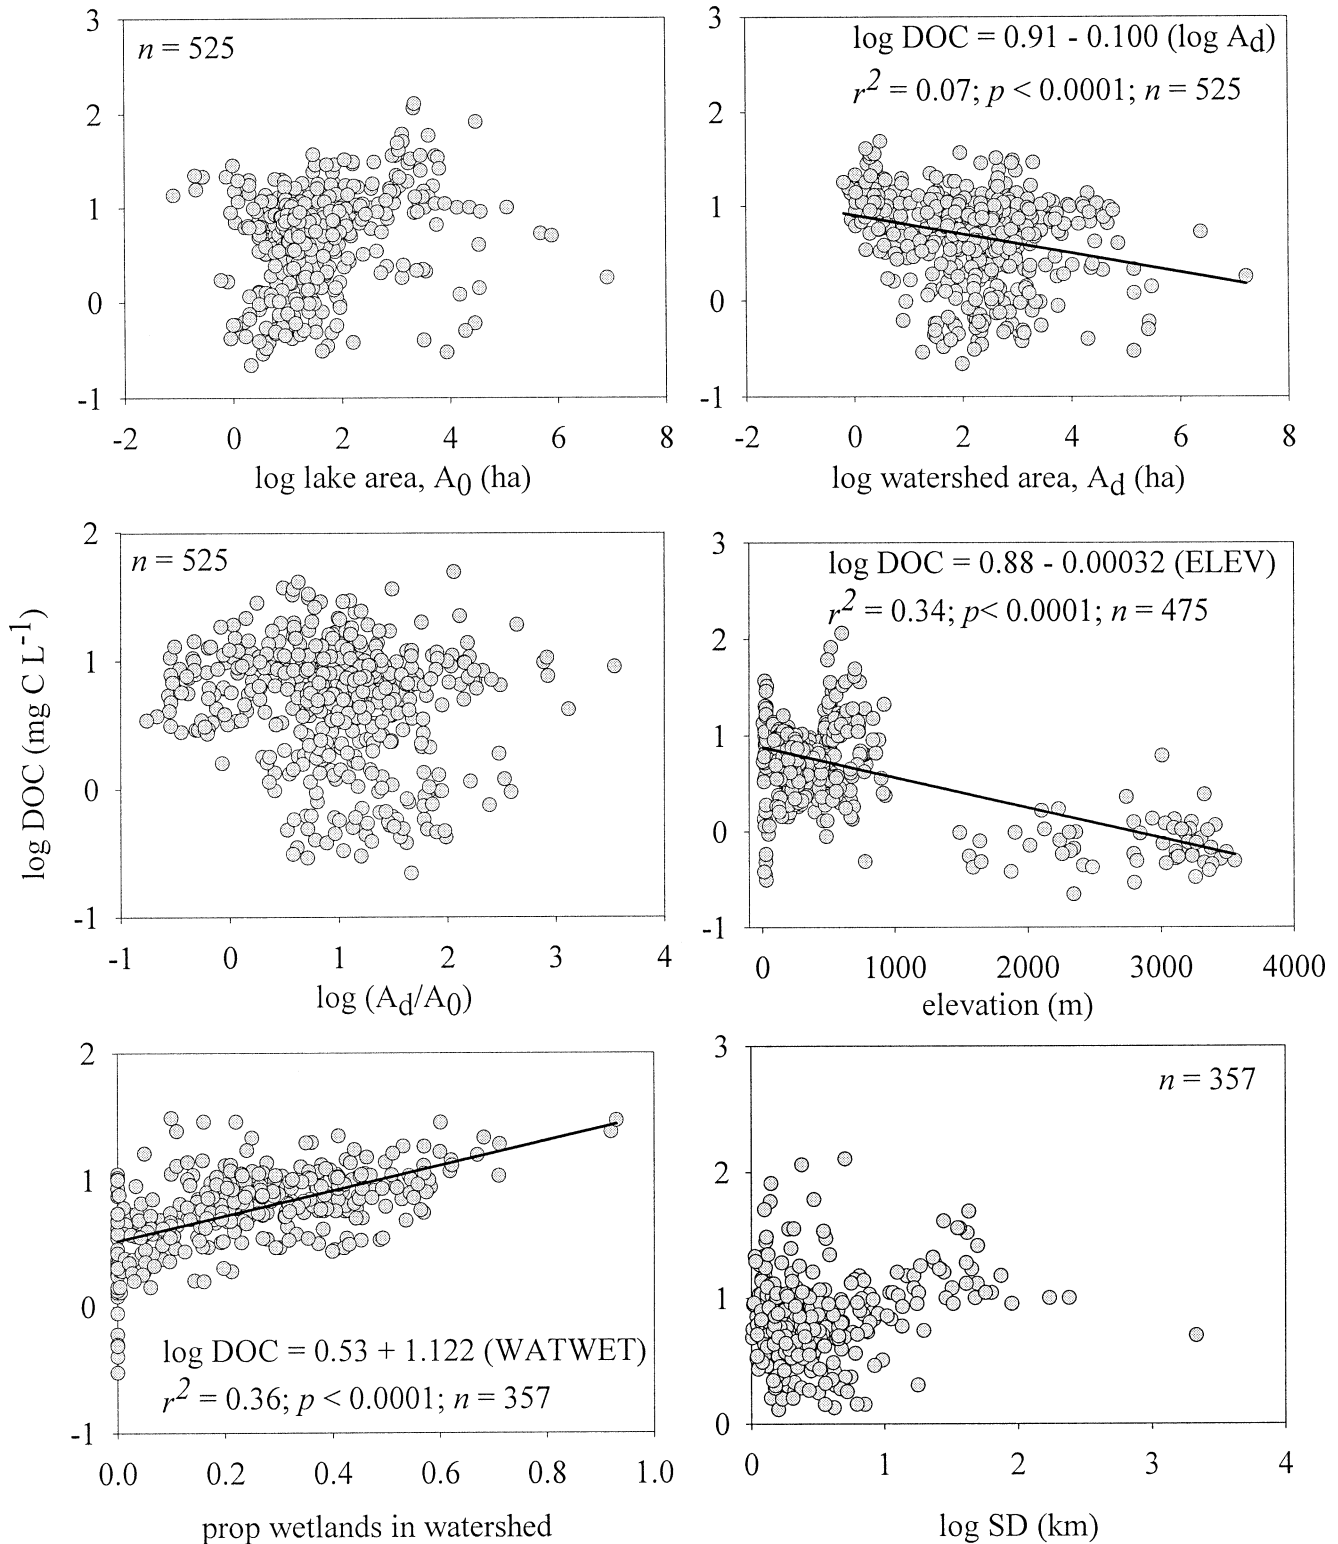 3
2
1
0
-1
n = 525
-2 0 2 4 6 8
log lake area, A0 (ha)
3
2
1
0
-1
log DOC = 0.91 - 0.100 (log Ad)
r2 = 0.07; p < 0.0001; n = 525
-2 0 2 4 6 8
log watershed area, Ad (ha)
log DOC (mg C L-1)
2
1
0
-1
n = 525
-1 0 1 2 3 4
log (Ad/A0)
3
2
1
0
-1
log DOC = 0.88 - 0.00032 (ELEV)
r2 = 0.34; p< 0.0001; n = 475
0 1000 2000 3000 4000
elevation (m)
2
1
0
-1
log DOC = 0.53 + 1.122 (WATWET)
r2 = 0.36; p < 0.0001; n = 357
0.0 0.2 0.4 0.6 0.8 1.0
prop wetlands in watershed
3
2
1
0
n = 357
0 1 2 3 4
log SD (km)